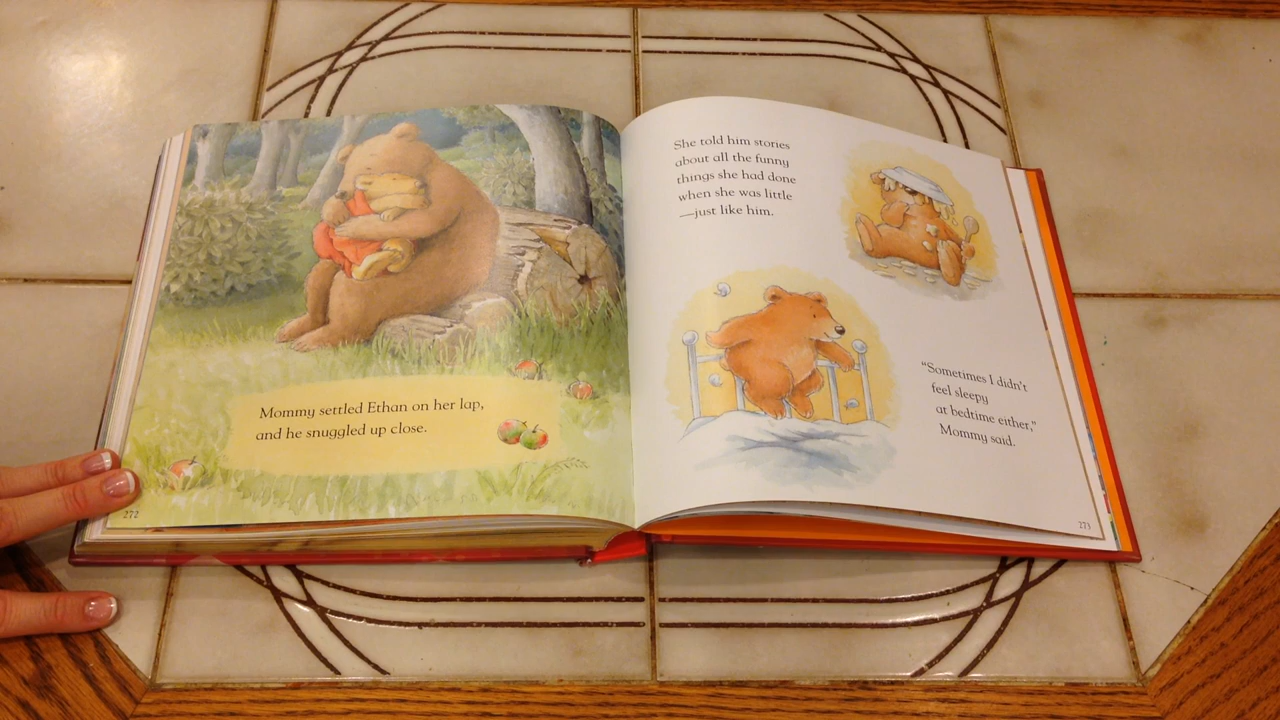 Mommy settled Ethan on her lap,
and he snuggled up close.
272
She told him stories
about all the funny
things she had done
when she was little
—just like him.
“Sometimes I didn't
feel sleepy
at bedtime either,”
Mommy said.
273